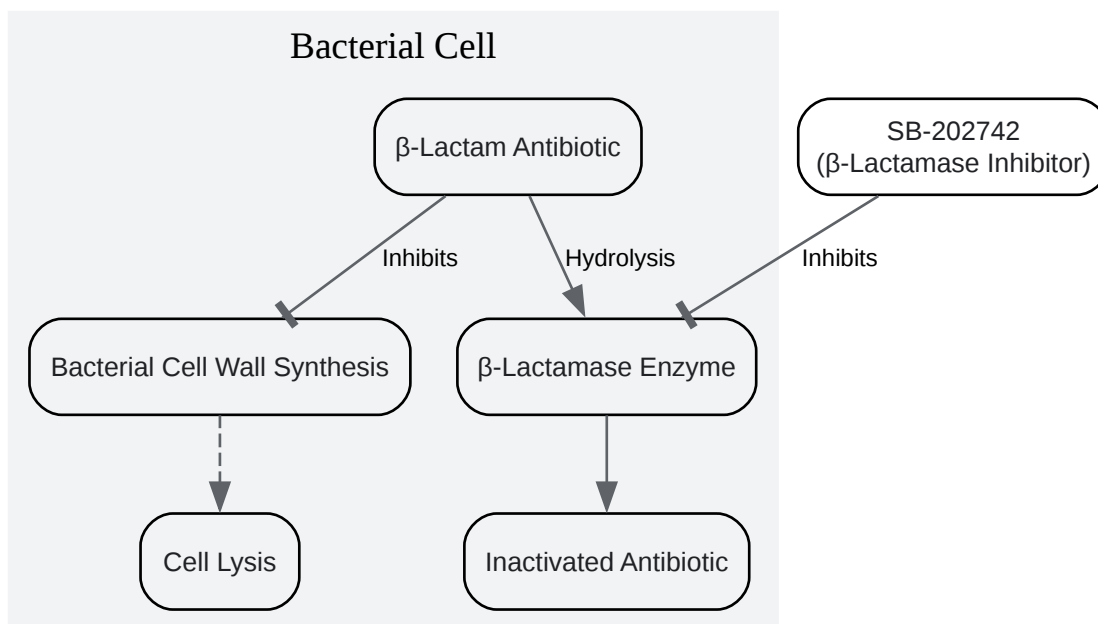 Bacterial Cell
β-Lactam Antibiotic
SB-202742
(β-Lactamase Inhibitor)
Inhibits
Hydrolysis
Inhibits
Bacterial Cell Wall Synthesis
β-Lactamase Enzyme
Cell Lysis
Inactivated Antibiotic